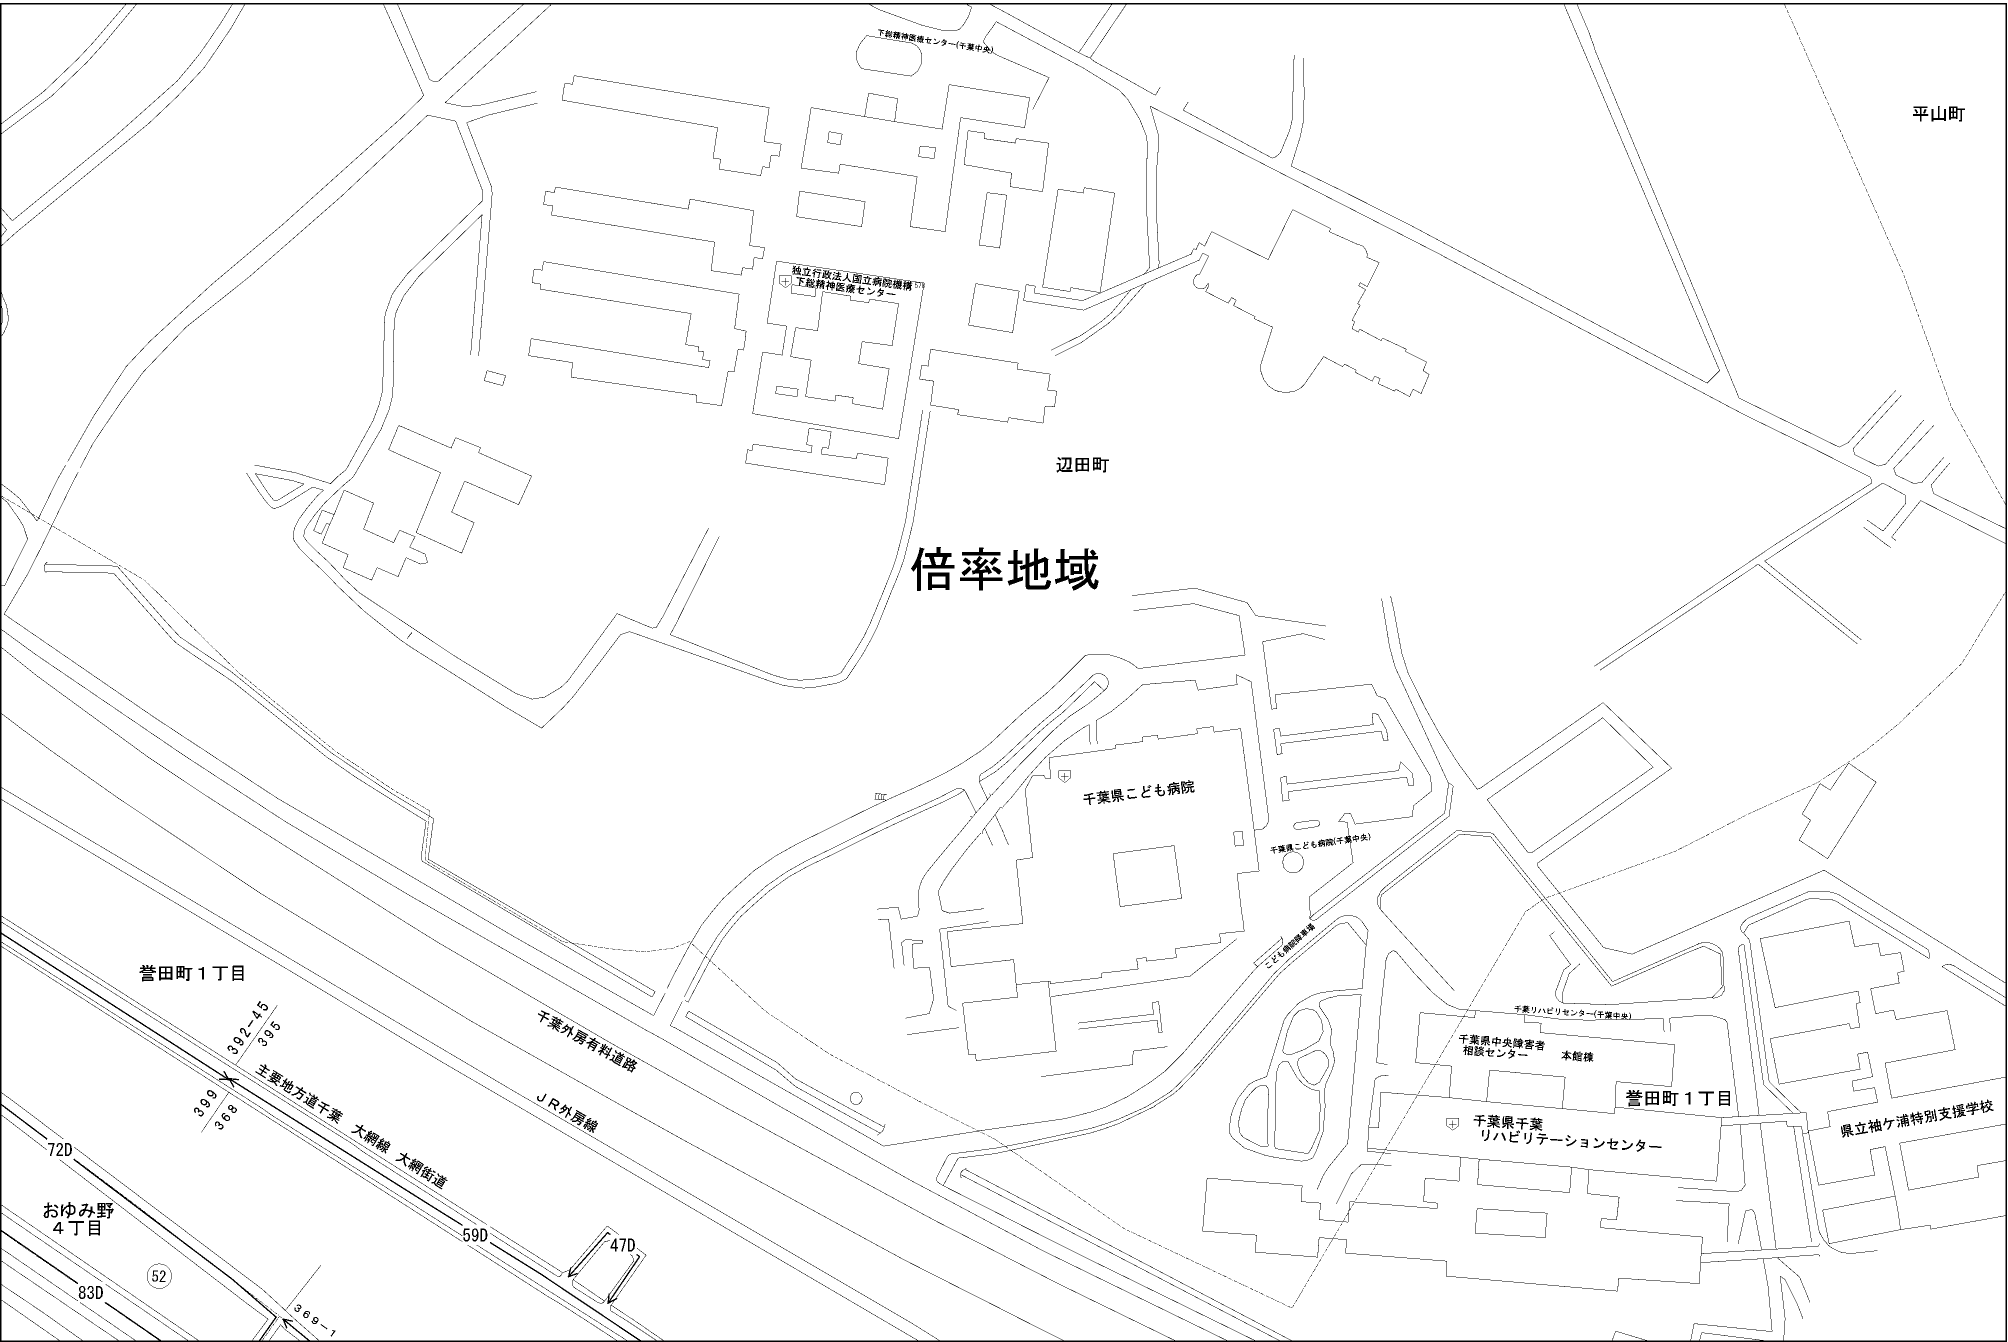 下総精神医療センター(千葉中央)
平山町
独立行政法人国立病院機構
下総精神医療センター
578
辺田町
倍率地域
千葉県こども病院
千葉県こども病院(千葉中央)
こども病院降車場
誉田町１丁目
392-45
395
399
368
主要地方道千葉　大網線　大網街道
千葉外房有料道路
ＪＲ外房線
千葉リハビリセンター(千葉中央)
千葉県中央障害者
相談センター　本館棟
誉田町１丁目
千葉県千葉
リハビリテーションセンター
県立袖ケ浦特別支援学校
72D
おゆみ野
４丁目
59D
47D
52
83D
369-1